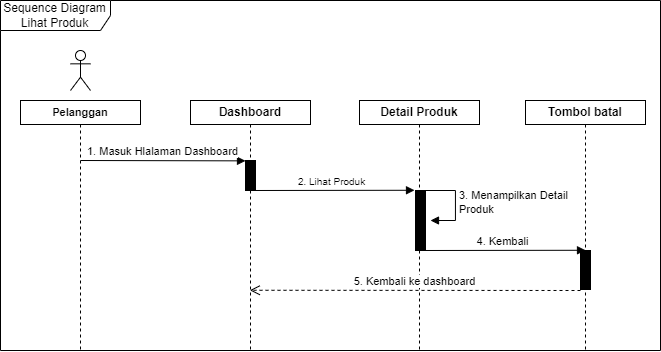 Sequence Diagram
Lihat Produk
Pelanggan
Dashboard
Detail Produk
Tombol batal
1. Masuk Hlalaman Dashboard
2. Lihat Produk
3. Menampilkan Detail
Produk
4. Kembali
5. Kembali ke dashboard